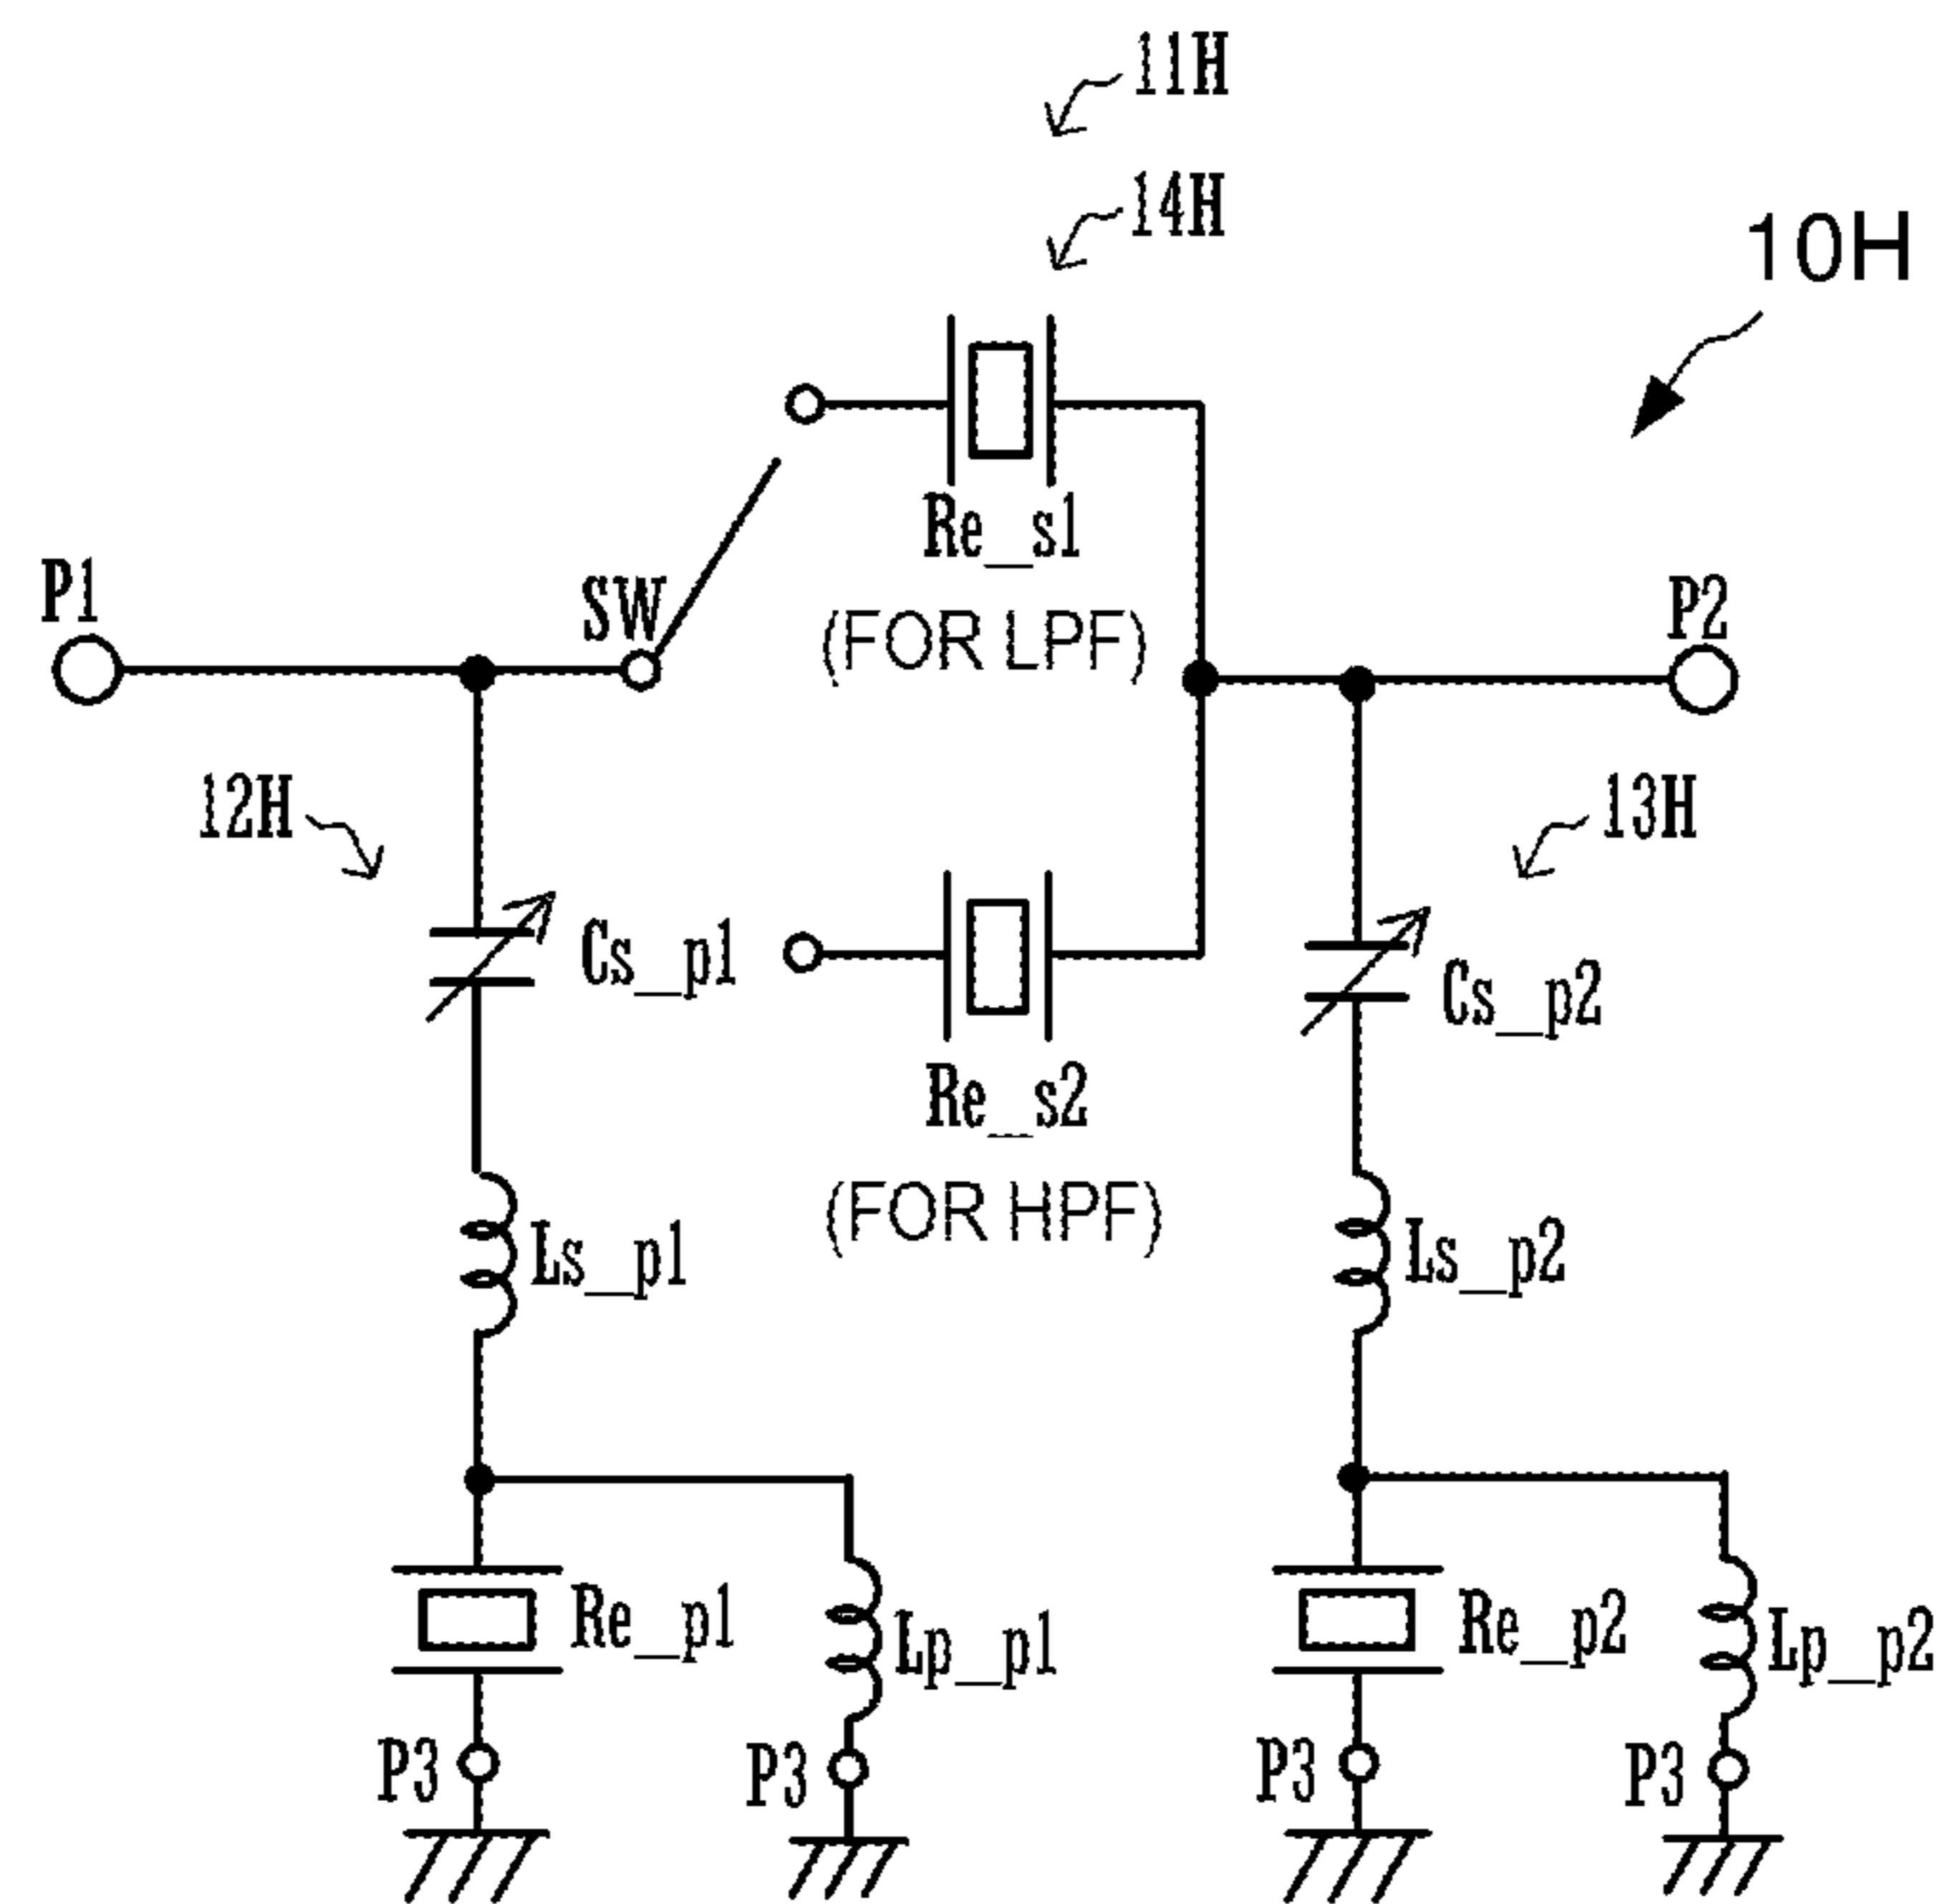 11H
14H
10H
Re_s1
(FOR LPF)
P1
SW
P2
12H
13H
Cs_p1
Cs_p2
Re_s2
(FOR HPF)
Ls_p1
Ls_p2
Re_p1
Lp_p1
Re_p2
Lp_p2
P3
P3
P3
P3